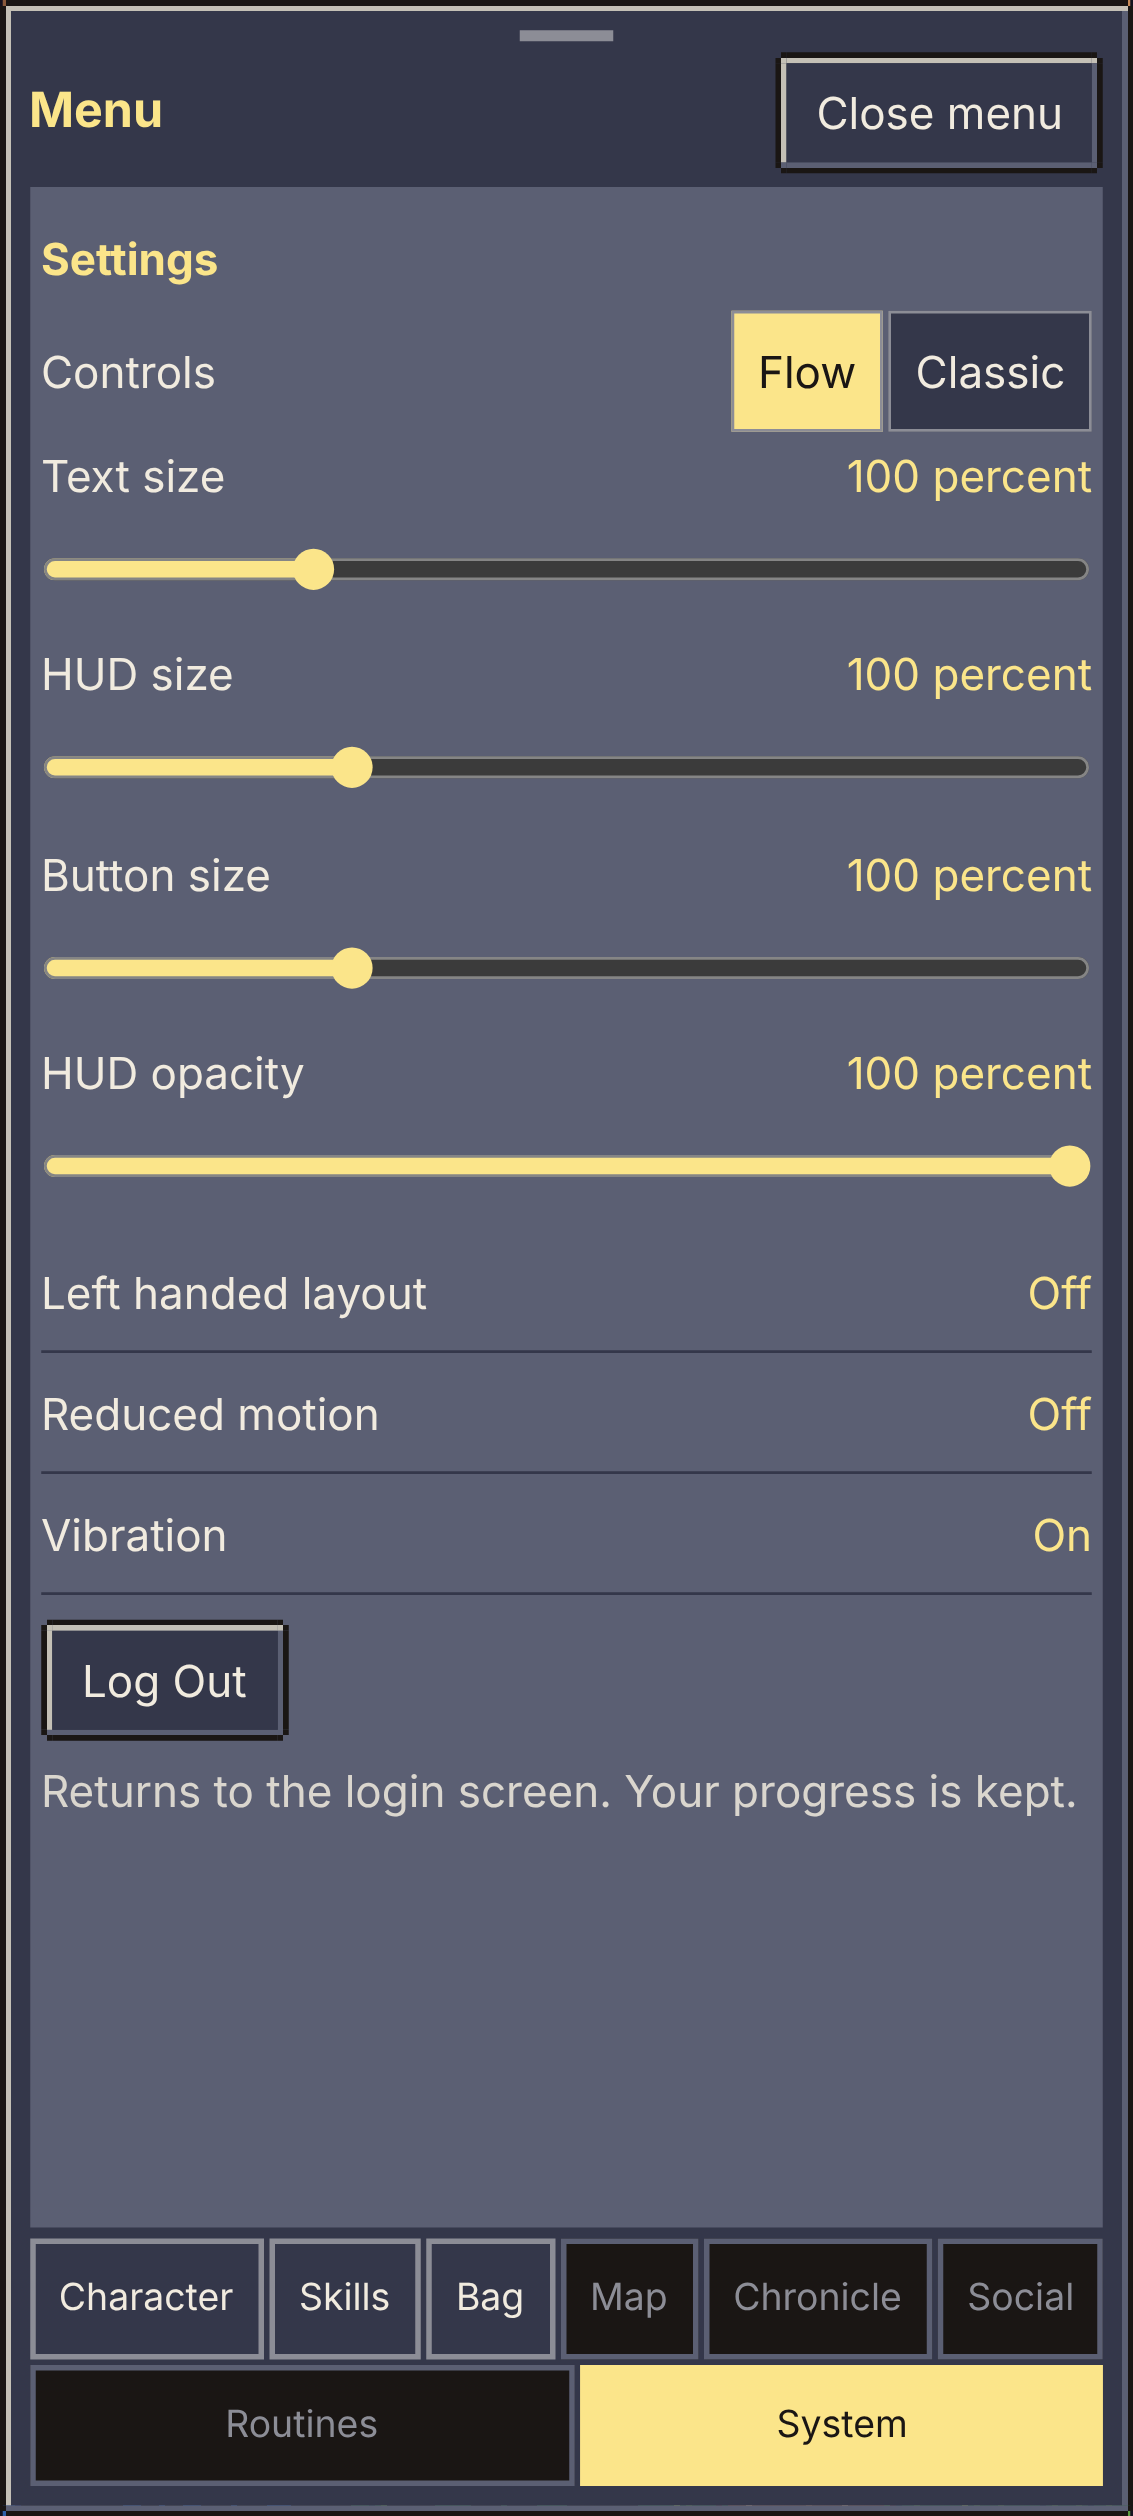 Menu
Close menu
Settings
Controls
Flow
Classic
Text size
100 percent
HUD size
100 percent
Button size
100 percent
HUD opacity
100 percent
Left handed layout
Off
Reduced motion
Off
Vibration
On
Log Out
Returns to the login screen. Your progress is kept.
Character
Skills
Bag
Map
Chronicle
Social
Routines
System